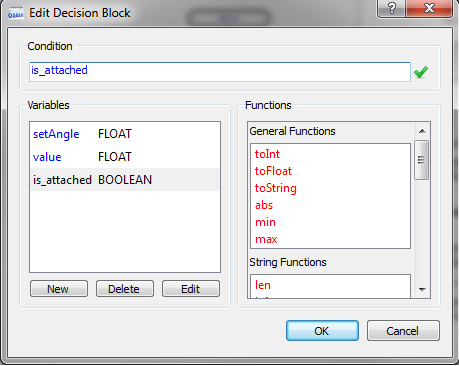 Edit Decision Block
Condition
is_attached
Variables
setAngle FLOAT
value FLOAT
is_attached BOOLEAN
New Delete Edit
Functions
General Functions
toInt
toFloat
toString
abs
min
max
String Functions
len
OK Cancel